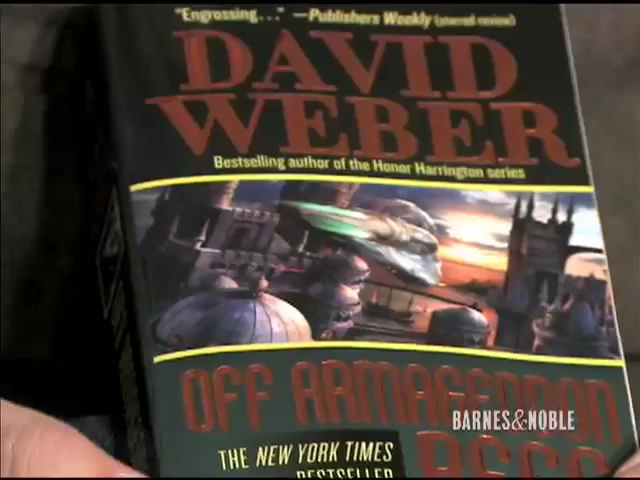 "Engrossing..." —Publishers Weekly (starred review)
DAVID
WEBER
Bestselling author of the Honor Harrington series
OFF ARMAGEDDON
BARNES&NOBLE
THE NEW YORK TIMES
BESTSELLER